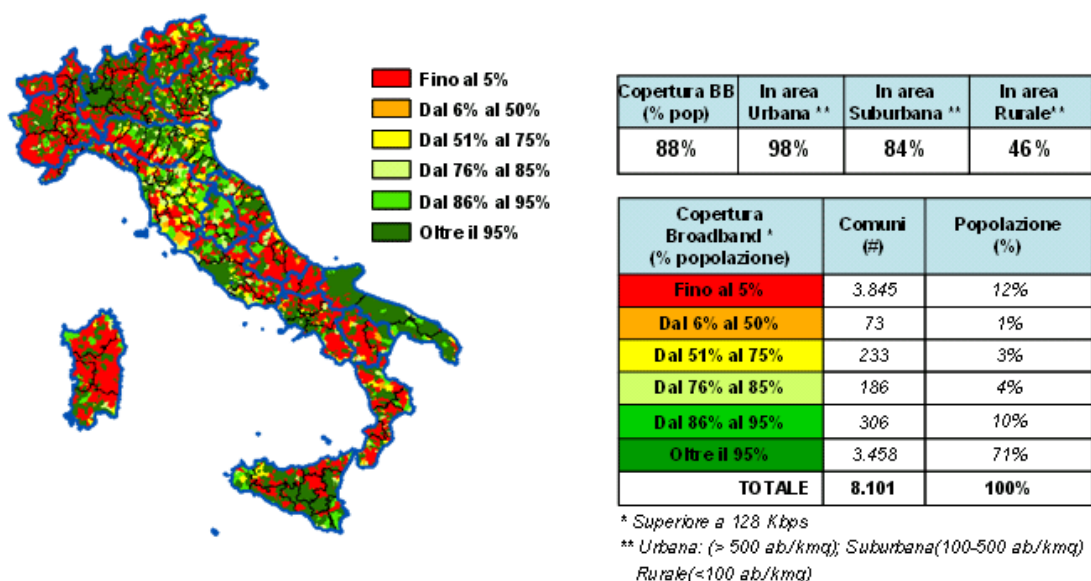 Fino al 5%
Dal 6% al 50%
Dal 51% al 75%
Dal 76% al 85%
Dal 86% al 95%
Oltre il 95%
Copertura BB (% pop) In area Urbana ** In area Suburbana ** In area Rurale**
88% 98% 84% 46%
Copertura Broadband * (% popolazione) Comuni (#) Popolazione (%)
Fino al 5% 3.845 12%
Dal 6% al 50% 73 1%
Dal 51% al 75% 233 3%
Dal 76% al 85% 186 4%
Dal 86% al 95% 306 10%
Oltre il 95% 3.458 71%
TOTALE 8.101 100%
* Superiore a 128 Kbps
** Urbana: (> 500 ab./kmq); Suburbana(100-500 ab./kmq)
Rurale(<100 ab./kmq)